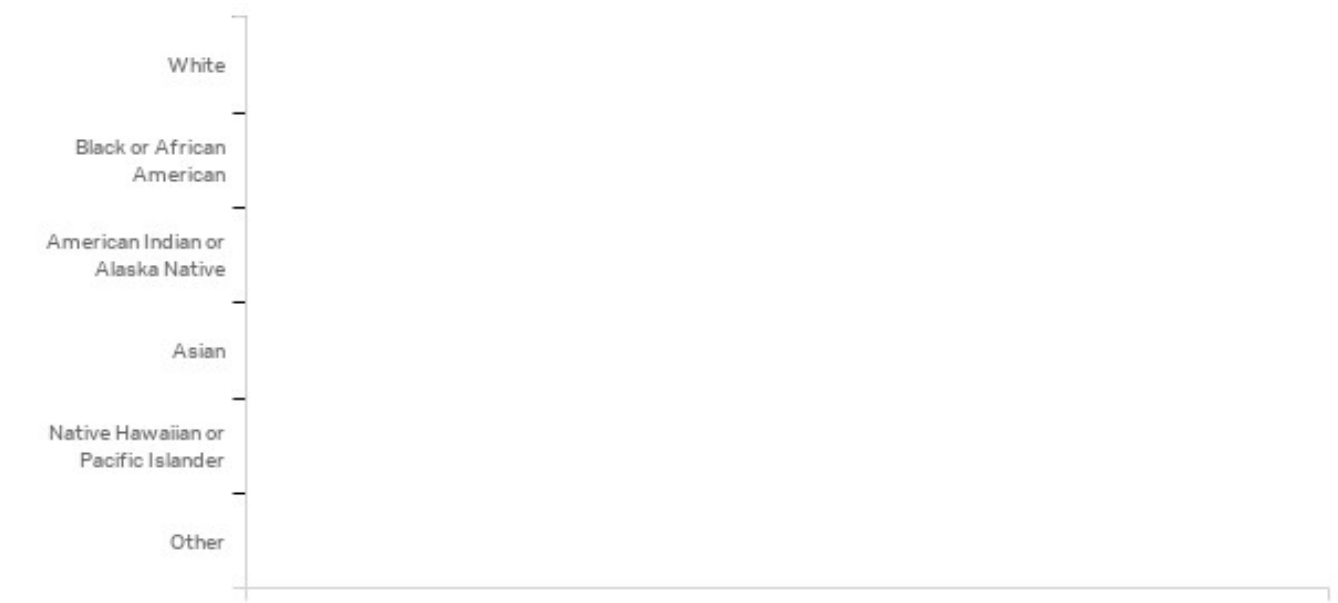 White
Black or African
American
American Indian or
Alaska Native
Asian
Native Hawaiian or
Pacific Islander
Other